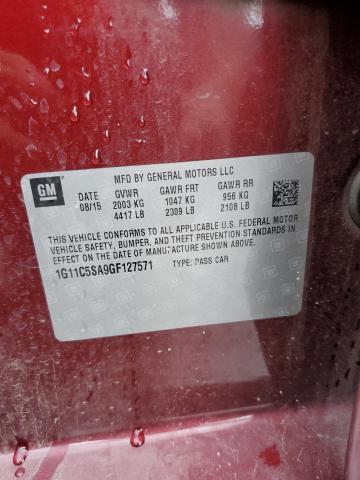 MFD BY GENERAL MOTORS LLC
GM DATE GVWR GAWR FRT GAWR RR
08/15 2003 KG 1047 KG 956 KG
4417 LB 2309 LB 2108 LB
THIS VEHICLE CONFORMS TO ALL APPLICABLE U.S. FEDERAL MOTOR
VEHICLE SAFETY, BUMPER, AND THEFT PREVENTION STANDARDS
IN EFFECT ON THE DATE OF MANUFACTURE SHOWN ABOVE.
1G11C5SA9GF127571 TYPE: PASS CAR